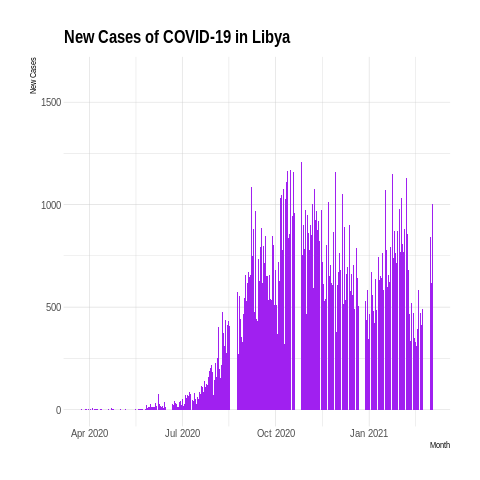 New Cases of COVID-19 in Libya
New Cases
1500
1000
500
0
Apr 2020
Jul 2020
Oct 2020
Jan 2021
Month